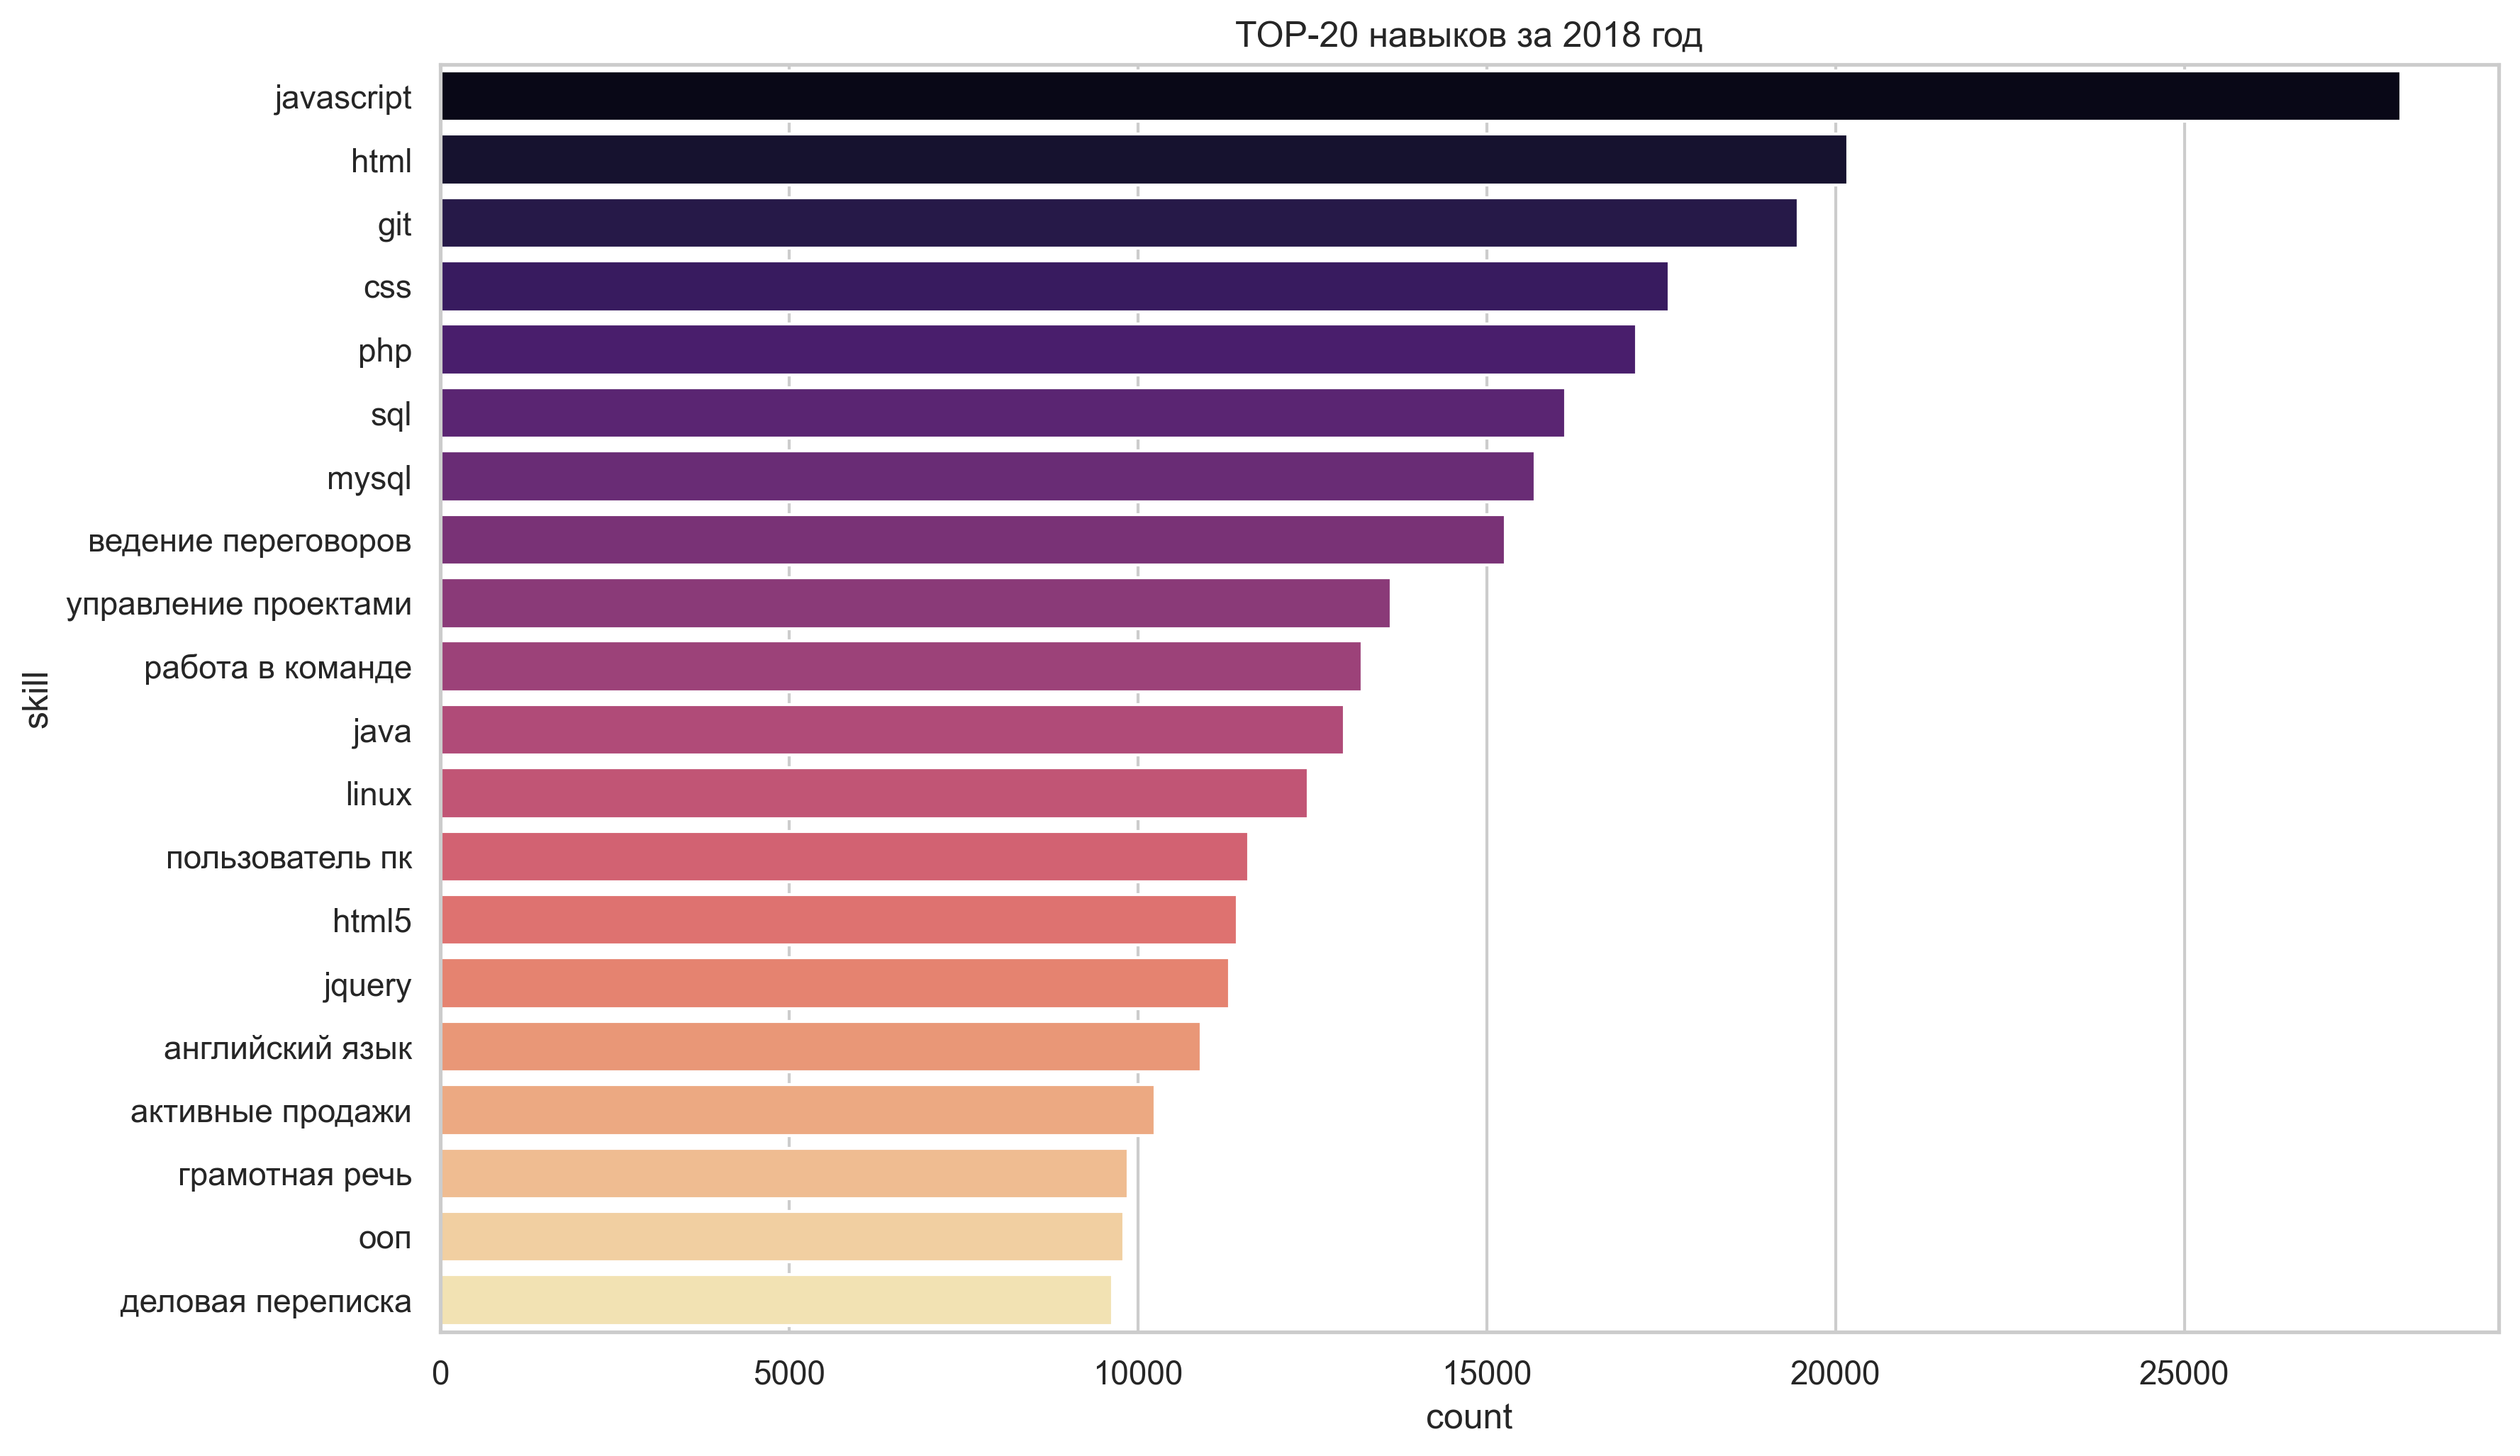 TOP-20 навыков за 2018 год
javascript
html
git
css
php
sql
mysql
ведение переговоров
управление проектами
работа в команде
java
linux
пользователь пк
html5
jquery
английский язык
активные продажи
грамотная речь
ооп
деловая переписка
skill
0 5000 10000 15000 20000 25000
count